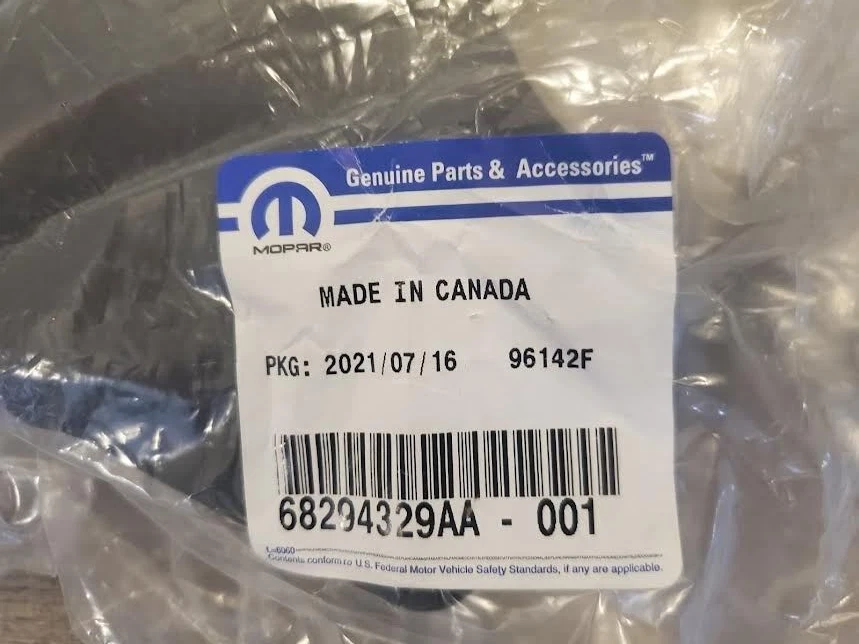 Genuine Parts & Accessories™
MOPAR®
MADE IN CANADA
PKG: 2021/07/16 96142F
68294329AA - 001
L-6060
Contents conform to U.S. Federal Motor Vehicle Safety Standards, if any are applicable.